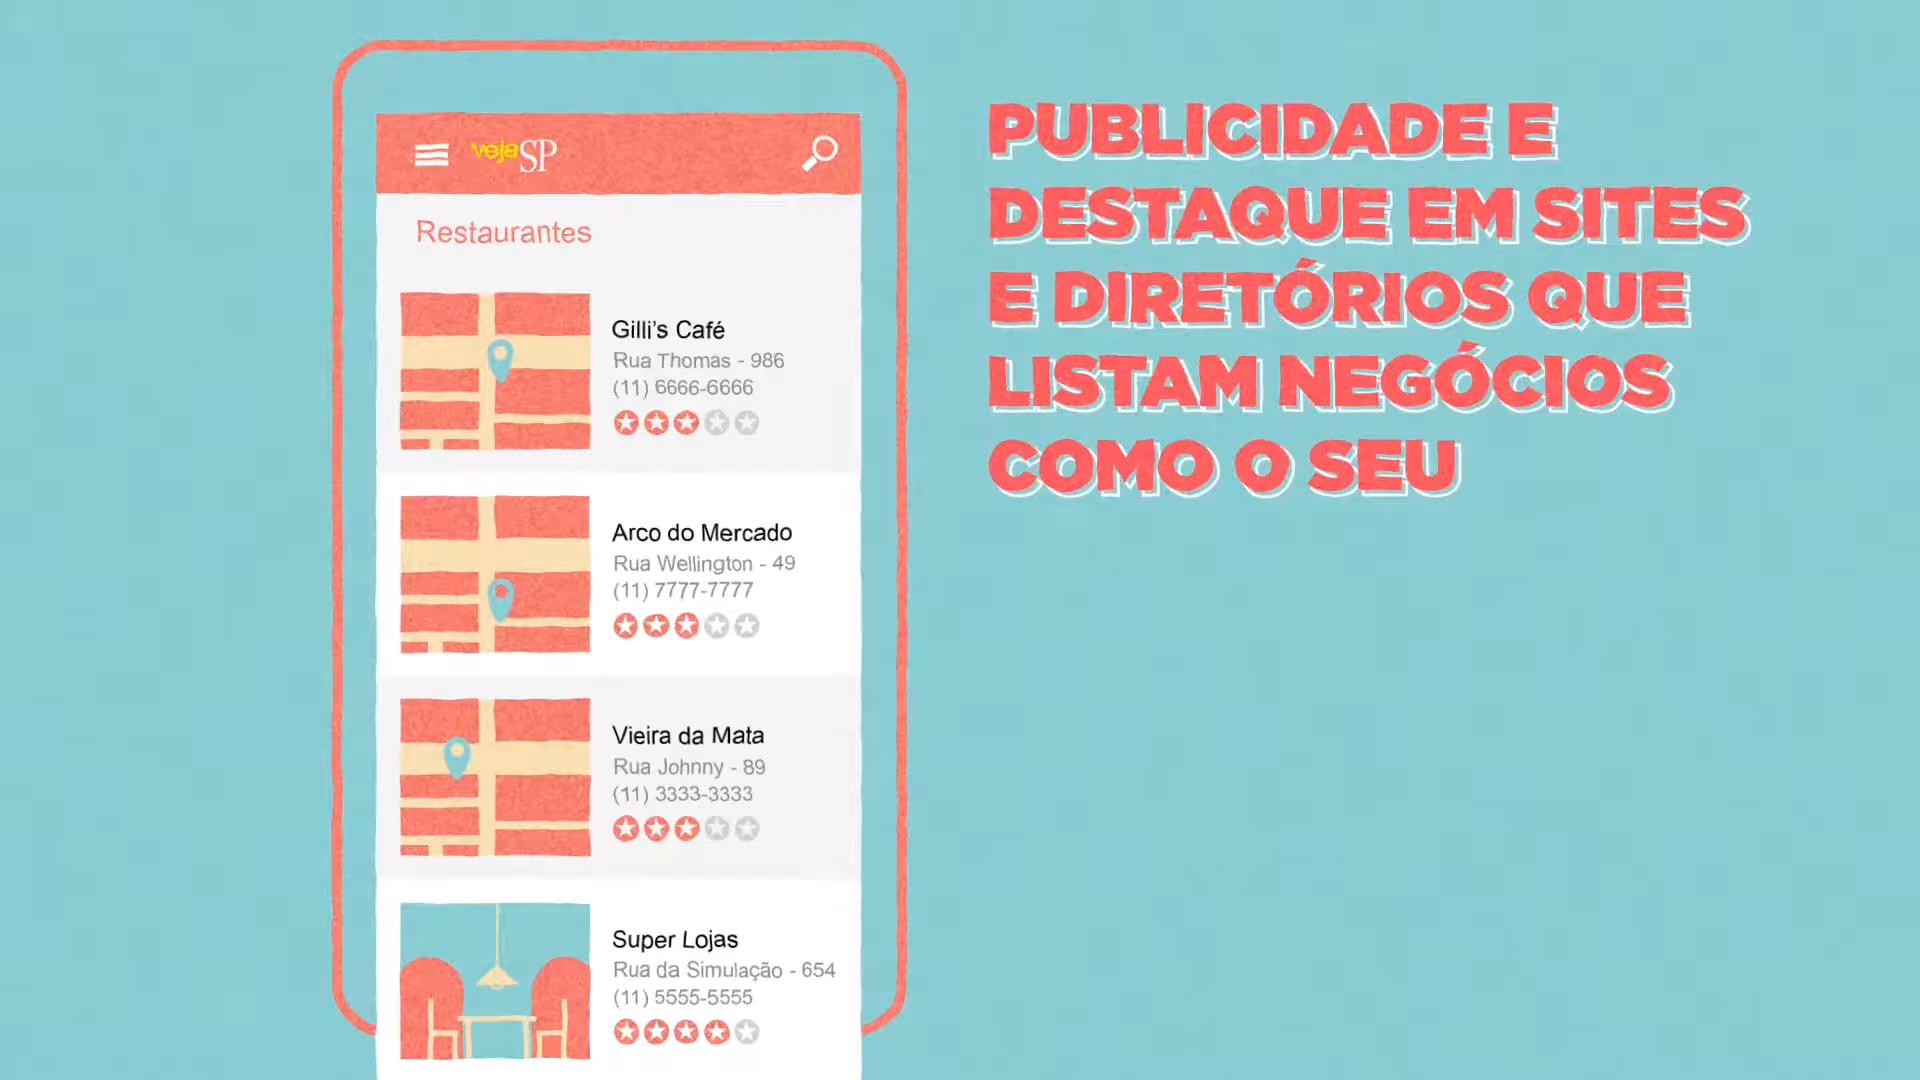 vejaSP
Restaurantes
Gilli's Café
Rua Thomas - 986
(11) 6666-6666
Arco do Mercado
Rua Wellington - 49
(11) 7777-7777
Vieira da Mata
Rua Johnny - 89
(11) 3333-3333
Super Lojas
Rua da Simulação - 654
(11) 5555-5555
PUBLICIDADE E
DESTAQUE EM SITES
E DIRETÓRIOS QUE
LISTAM NEGÓCIOS
COMO O SEU